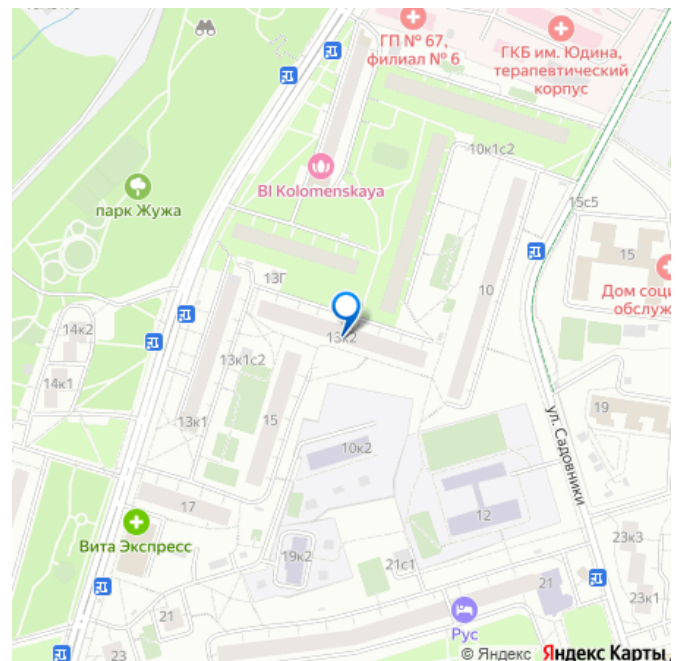 ГП № 67,
филиал № 6
ГКБ им. Юдина,
терапевтический
корпус
10к1с2
BI Kolomenskaya
15с5
парк Жужа
15
13Г
10
Дом соци
обслуж
14к2
13к2
13к1с2
14к1
19
13к1
15
ул. Садовники
10к2
17
12
Вита Экспресс
23к3
19к2
21с1
21
23к1
21
Рус
23
© Яндекс Яндекс Карты